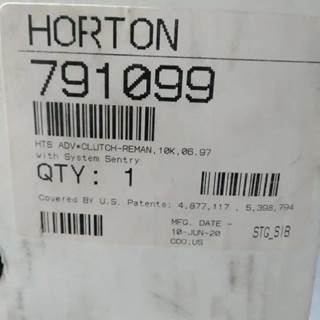 HORTON
791099
HTS ADV*CLUTCH-REMAN,10K,06.97
with System Sentry
QTY: 1
Covered By U.S. Patents: 4,877,117 , 5,398,794
MFG. DATE -
10-JUN-20
COO:US
STG_S/B